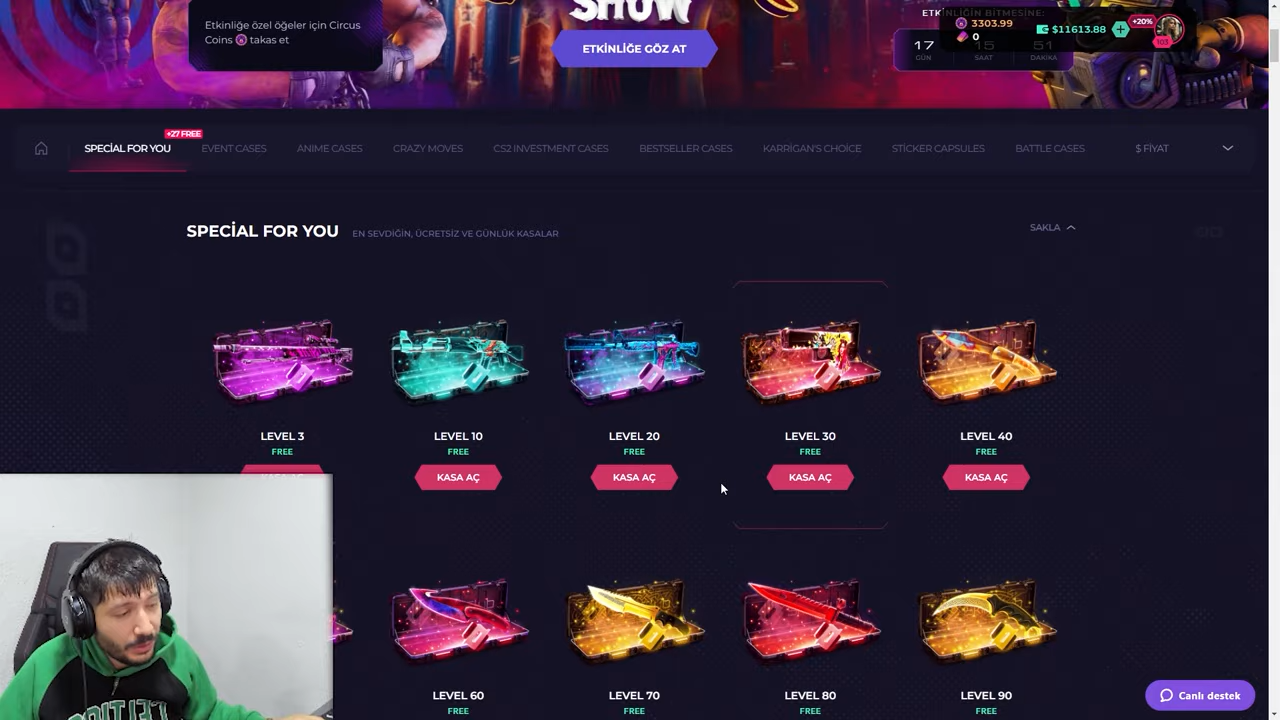 SHOW
Etkinliğe özel öğeler için Circus
Coins takas et
ETKİNLİĞE GÖZ AT
ETKİNLİĞİN BİTMESİNE:
3303.99
0
$11613.88
+20%
103
17
15
51
GÜN
SAAT
DAKİKA
+27 FREE
SPECİAL FOR YOU
EVENT CASES
ANIME CASES
CRAZY MOVES
CS2 INVESTMENT CASES
BESTSELLER CASES
KARRİGAN'S CHOİCE
STİCKER CAPSULES
BATTLE CASES
$ FİYAT
SPECİAL FOR YOU
EN SEVDİĞİN, ÜCRETSİZ VE GÜNLÜK KASALAR
SAKLA
LEVEL 3
LEVEL 10
LEVEL 20
LEVEL 30
LEVEL 40
FREE
FREE
FREE
FREE
FREE
KASA AÇ
KASA AÇ
KASA AÇ
KASA AÇ
LEVEL 60
LEVEL 70
LEVEL 80
LEVEL 90
FREE
FREE
FREE
FREE
Canlı destek